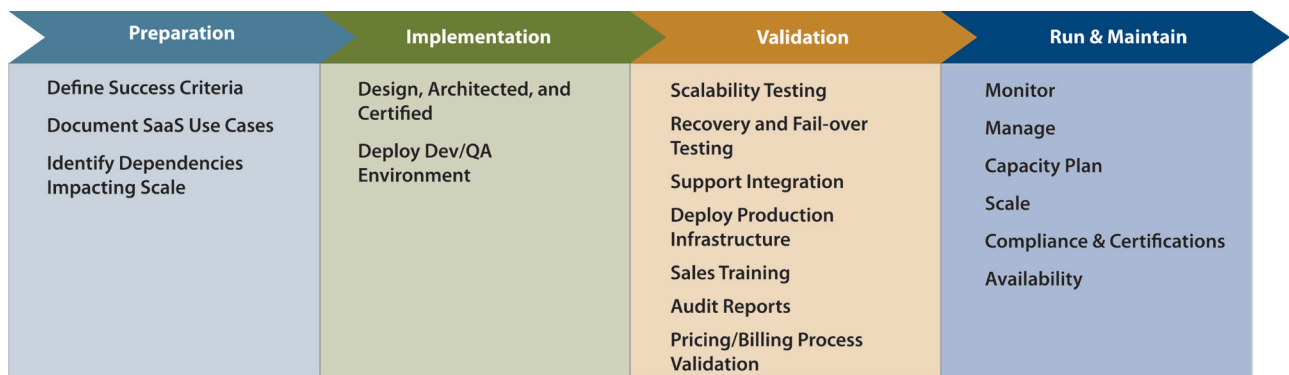 Preparation
Implementation
Validation
Run & Maintain
Define Success Criteria
Document SaaS Use Cases
Identify Dependencies
Impacting Scale
Design, Architected, and
Certified
Deploy Dev/QA
Environment
Scalability Testing
Recovery and Fail-over
Testing
Support Integration
Deploy Production
Infrastructure
Sales Training
Audit Reports
Pricing/Billing Process
Validation
Monitor
Manage
Capacity Plan
Scale
Compliance & Certifications
Availability